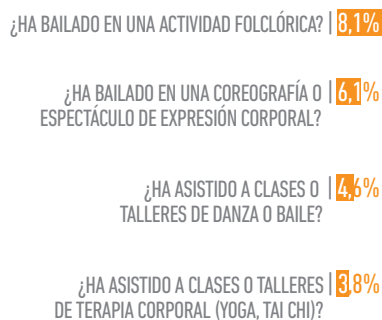 ¿HA BAILADO EN UNA ACTIVIDAD FOLCLÓRICA? | 8,1%
¿HA BAILADO EN UNA COREOGRAFÍA O | 6,1%
ESPECTÁCULO DE EXPRESIÓN CORPORAL?
¿HA ASISTIDO A CLASES O | 4,6%
TALLERES DE DANZA O BAILE?
¿HA ASISTIDO A CLASES O TALLERES | 3,8%
DE TERAPIA CORPORAL (YOGA, TAI CHI)?